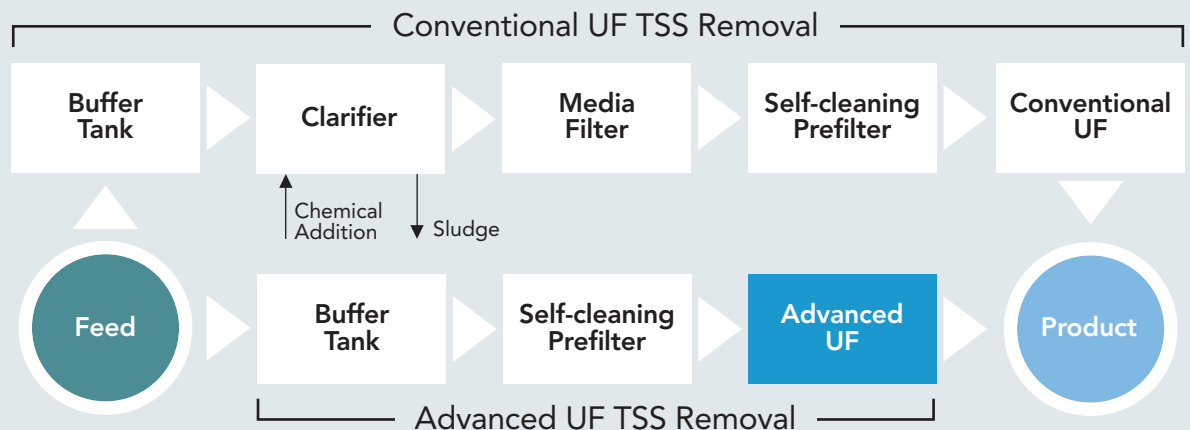 Conventional UF TSS Removal
Buffer
Tank
Clarifier
Media
Filter
Self-cleaning
Prefilter
Conventional
UF
Chemical
Addition
Sludge
Feed
Buffer
Tank
Self-cleaning
Prefilter
Advanced
UF
Product
Advanced UF TSS Removal